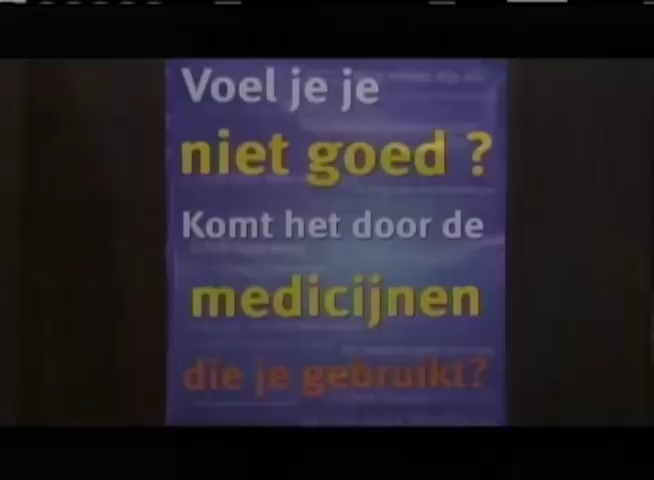 Voel je je
niet goed ?
Komt het door de
medicijnen
die je gebruikt?